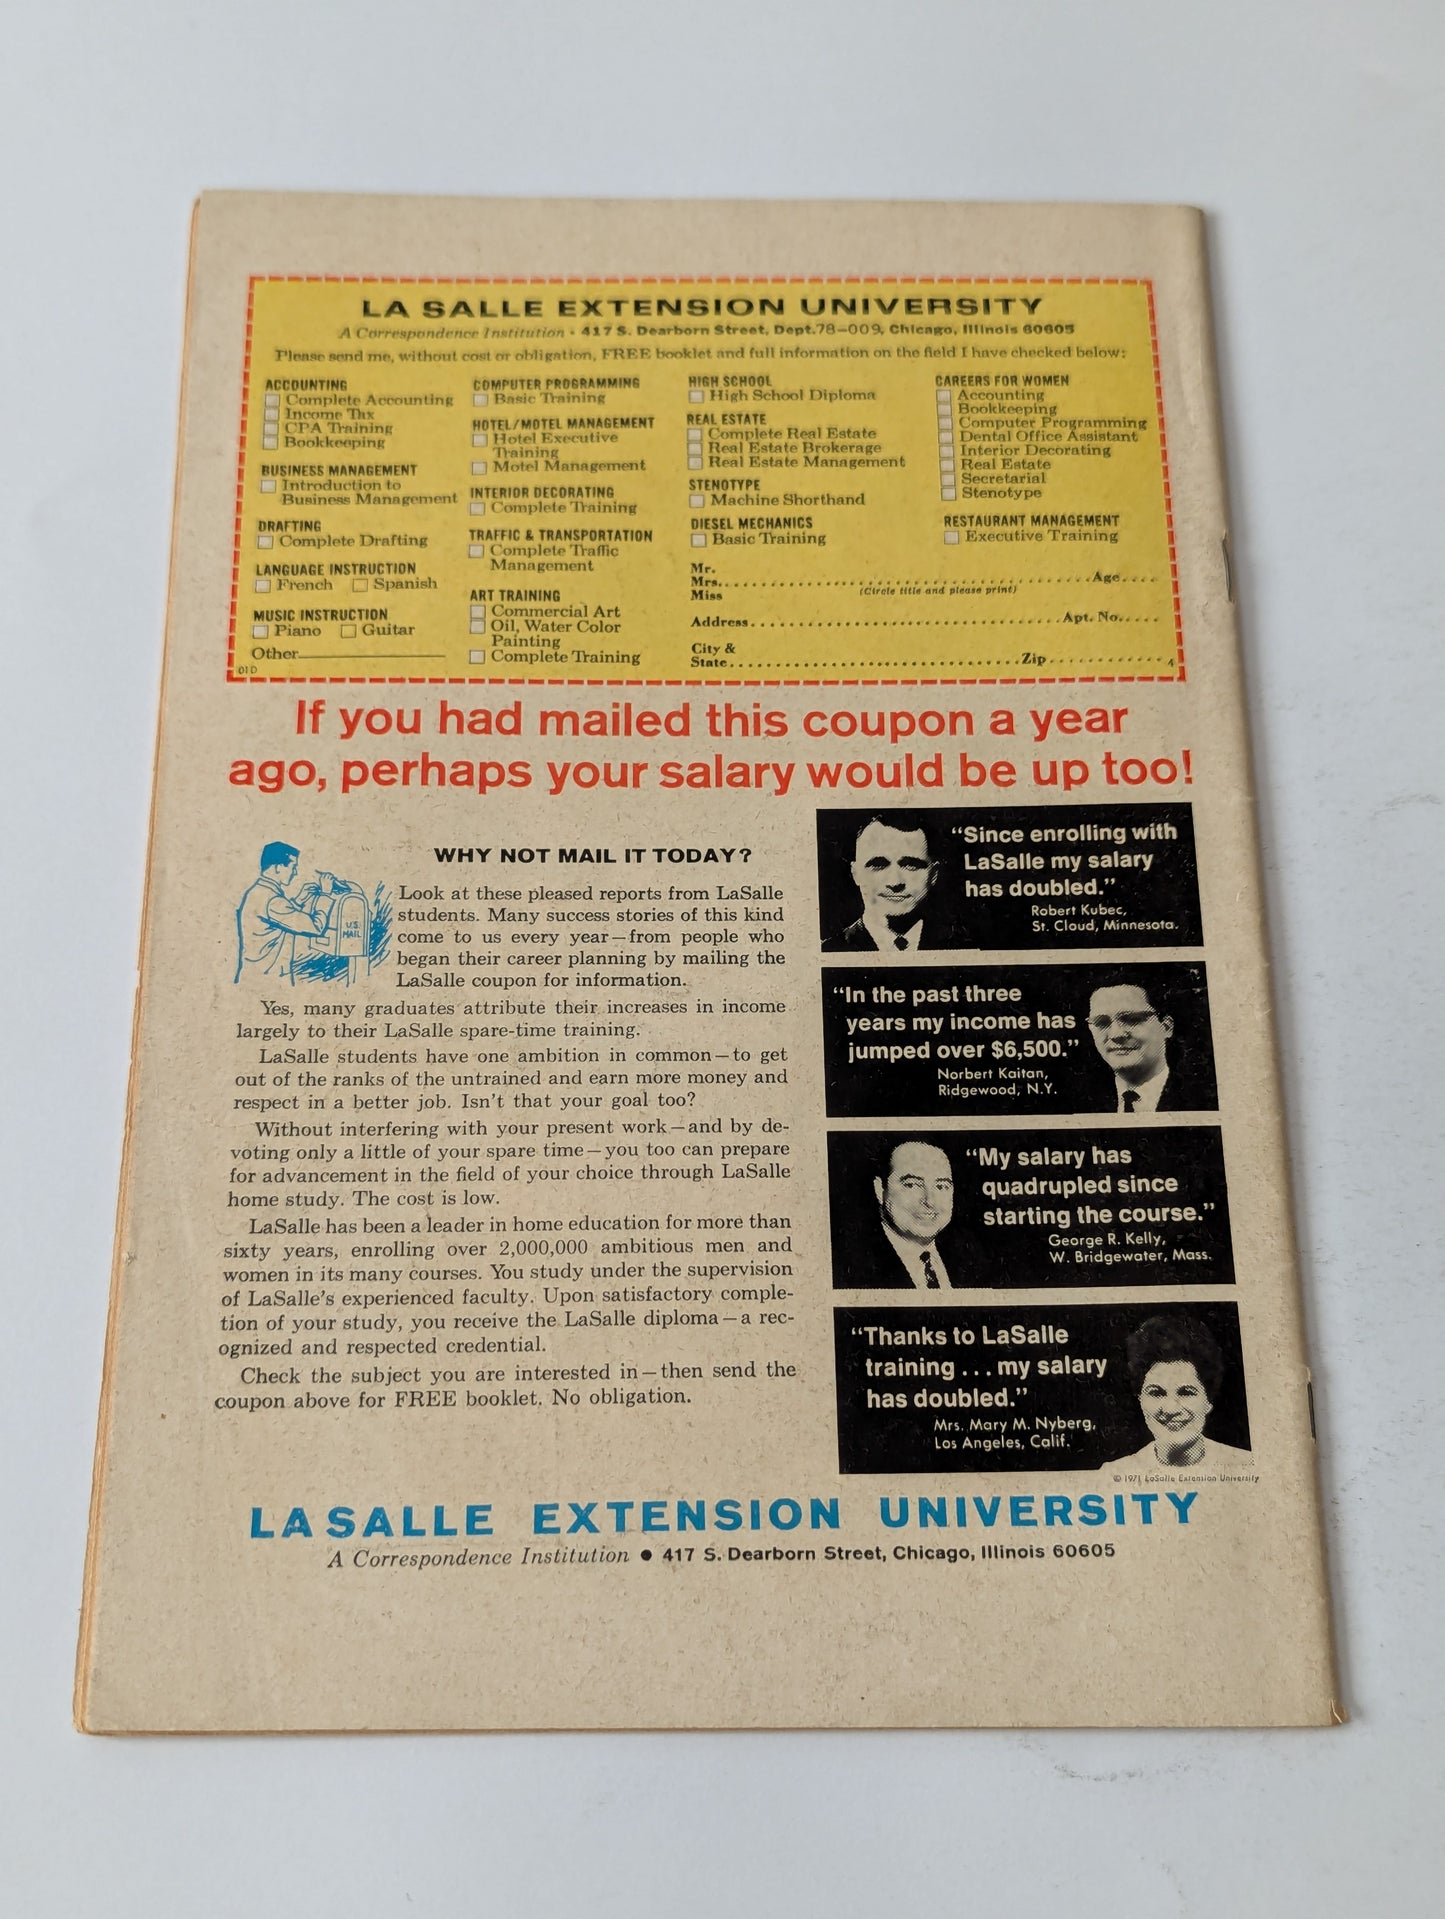 LA SALLE EXTENSION UNIVERSITY
A Correspondence Institution • 417 S. Dearborn Street, Dept.78-009, Chicago, Illinois 60605
Please send me, without cost or obligation, FREE booklet and full information on the field I have checked below:
ACCOUNTING
Complete Accounting
Income Tax
CPA Training
Bookkeeping
BUSINESS MANAGEMENT
Introduction to
Business Management
DRAFTING
Complete Drafting
LANGUAGE INSTRUCTION
French Spanish
MUSIC INSTRUCTION
Piano Guitar
Other
01D
COMPUTER PROGRAMMING
Basic Training
HOTEL/MOTEL MANAGEMENT
Hotel Executive
Training
Motel Management
INTERIOR DECORATING
Complete Training
TRAFFIC & TRANSPORTATION
Complete Traffic
Management
ART TRAINING
Commercial Art
Oil, Water Color
Painting
Complete Training
HIGH SCHOOL
High School Diploma
REAL ESTATE
Complete Real Estate
Real Estate Brokerage
Real Estate Management
STENOTYPE
Machine Shorthand
DIESEL MECHANICS
Basic Training
CAREERS FOR WOMEN
Accounting
Bookkeeping
Computer Programming
Dental Office Assistant
Interior Decorating
Real Estate
Secretarial
Stenotype
RESTAURANT MANAGEMENT
Executive Training
Mr.
Mrs. Age
Miss (Circle title and please print)
Address Apt. No.
City &
State Zip 4
If you had mailed this coupon a year
ago, perhaps your salary would be up too!
U.S.
MAIL
WHY NOT MAIL IT TODAY?
Look at these pleased reports from LaSalle
students. Many success stories of this kind
come to us every year—from people who
began their career planning by mailing the
LaSalle coupon for information.
Yes, many graduates attribute their increases in income
largely to their LaSalle spare-time training.
LaSalle students have one ambition in common—to get
out of the ranks of the untrained and earn more money and
respect in a better job. Isn't that your goal too?
Without interfering with your present work—and by de-
voting only a little of your spare time—you too can prepare
for advancement in the field of your choice through LaSalle
home study. The cost is low.
LaSalle has been a leader in home education for more than
sixty years, enrolling over 2,000,000 ambitious men and
women in its many courses. You study under the supervision
of LaSalle's experienced faculty. Upon satisfactory comple-
tion of your study, you receive the LaSalle diploma—a rec-
ognized and respected credential.
Check the subject you are interested in—then send the
coupon above for FREE booklet. No obligation.
"Since enrolling with
LaSalle my salary
has doubled."
Robert Kubec,
St. Cloud, Minnesota.
"In the past three
years my income has
jumped over $6,500."
Norbert Kaitan,
Ridgewood, N.Y.
"My salary has
quadrupled since
starting the course."
George R. Kelly,
W. Bridgewater, Mass.
"Thanks to LaSalle
training ... my salary
has doubled."
Mrs. Mary M. Nyberg,
Los Angeles, Calif.
© 1971 LaSalle Extension University
LA SALLE EXTENSION UNIVERSITY
A Correspondence Institution • 417 S. Dearborn Street, Chicago, Illinois 60605